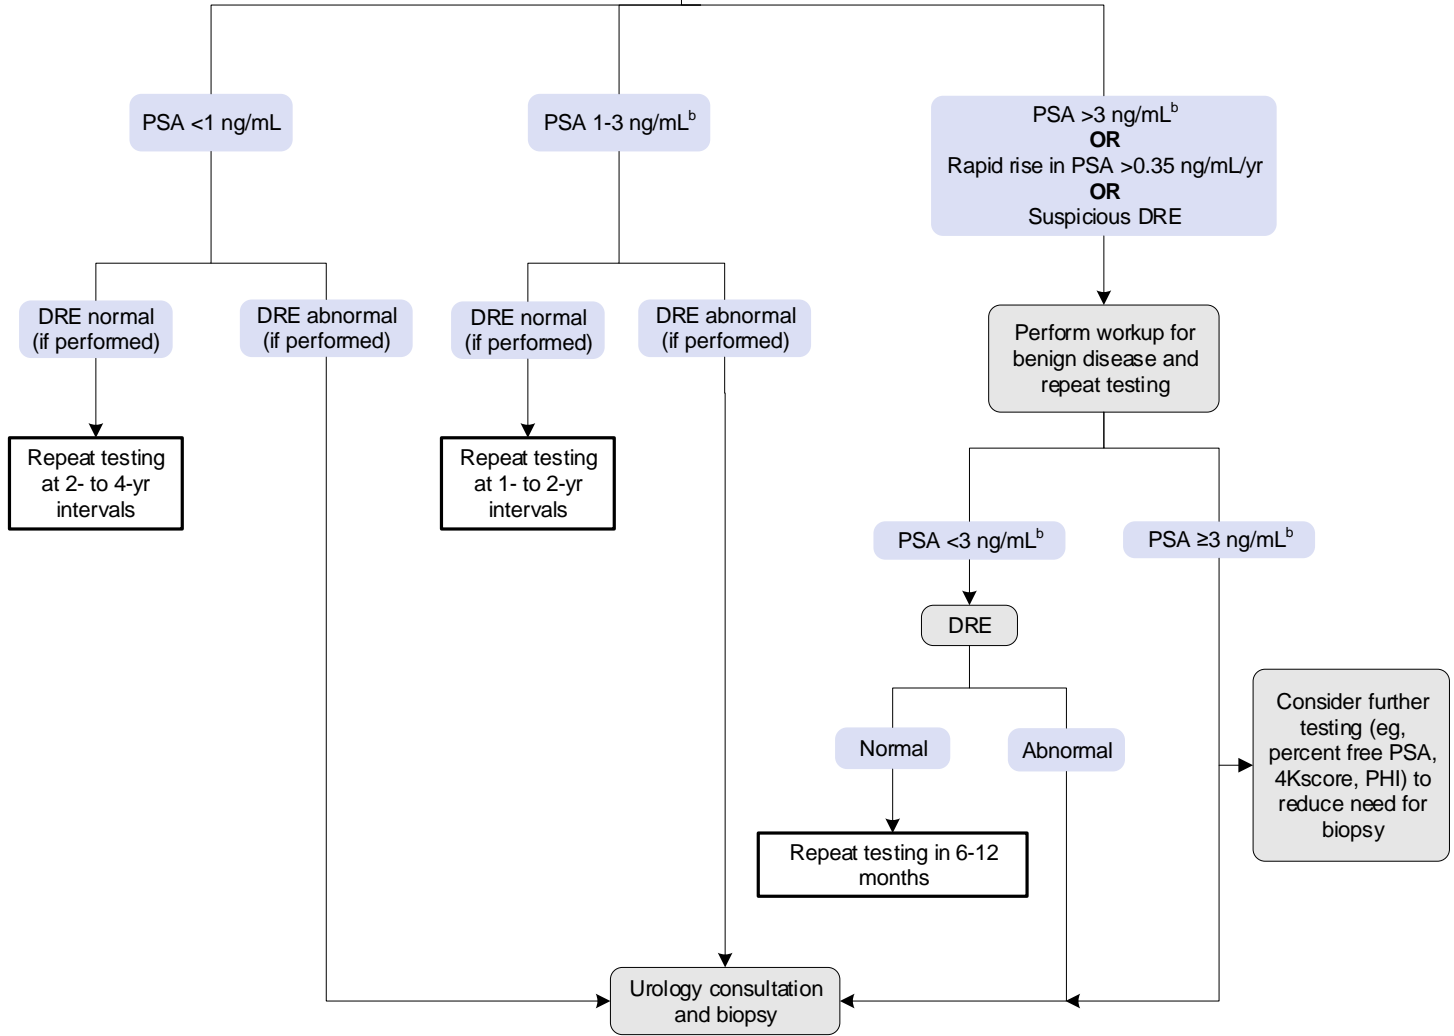 PSA <1 ng/mL
PSA 1-3 ng/mLᵇ
PSA >3 ng/mLᵇ
OR
Rapid rise in PSA >0.35 ng/mL/yr
OR
Suspicious DRE
DRE normal
(if performed)
DRE abnormal
(if performed)
DRE normal
(if performed)
DRE abnormal
(if performed)
Perform workup for
benign disease and
repeat testing
Repeat testing
at 2- to 4-yr
intervals
Repeat testing
at 1- to 2-yr
intervals
PSA <3 ng/mLᵇ
PSA ≥3 ng/mLᵇ
DRE
Normal
Abnormal
Consider further
testing (eg,
percent free PSA,
4Kscore, PHI) to
reduce need for
biopsy
Repeat testing in 6-12
months
Urology consultation
and biopsy